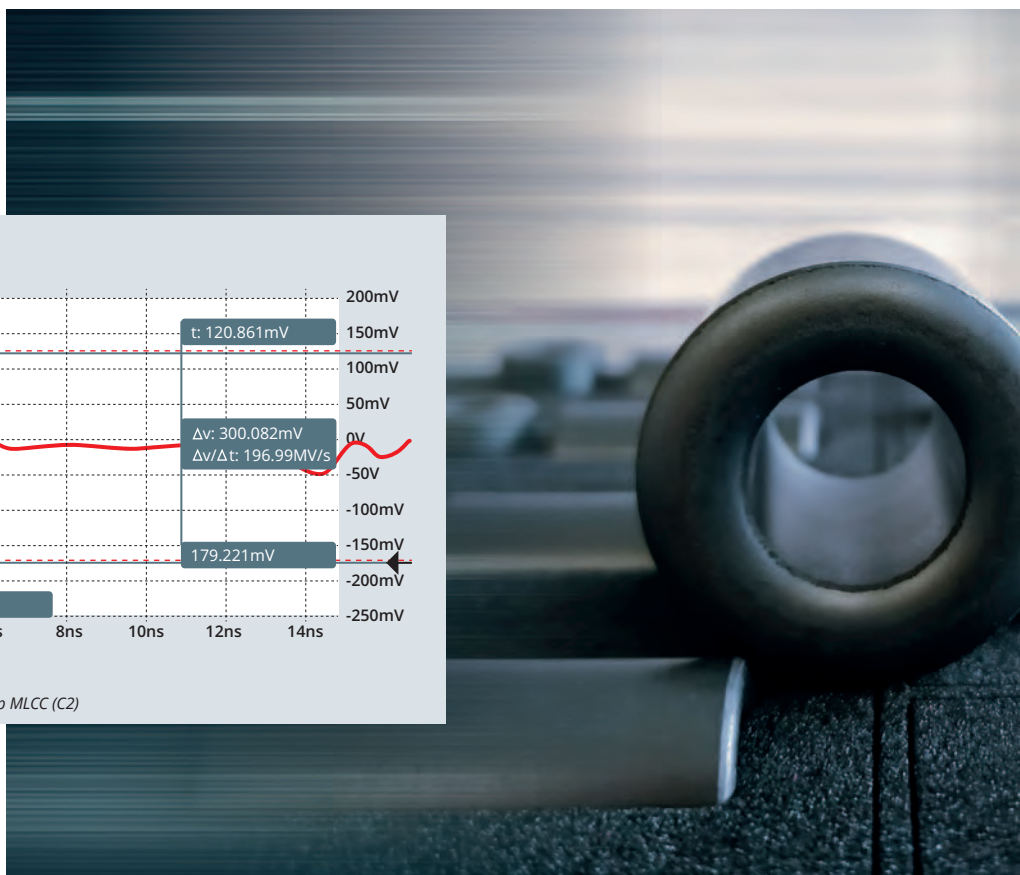 200mV
t: 120.861mV
150mV
100mV
50mV
Δv: 300.082mV
0V
Δv/Δt: 196.99MV/s
-50V
-100mV
-150mV
179.221mV
-200mV
-250mV
s 8ns 10ns 12ns 14ns
o MLCC (C2)